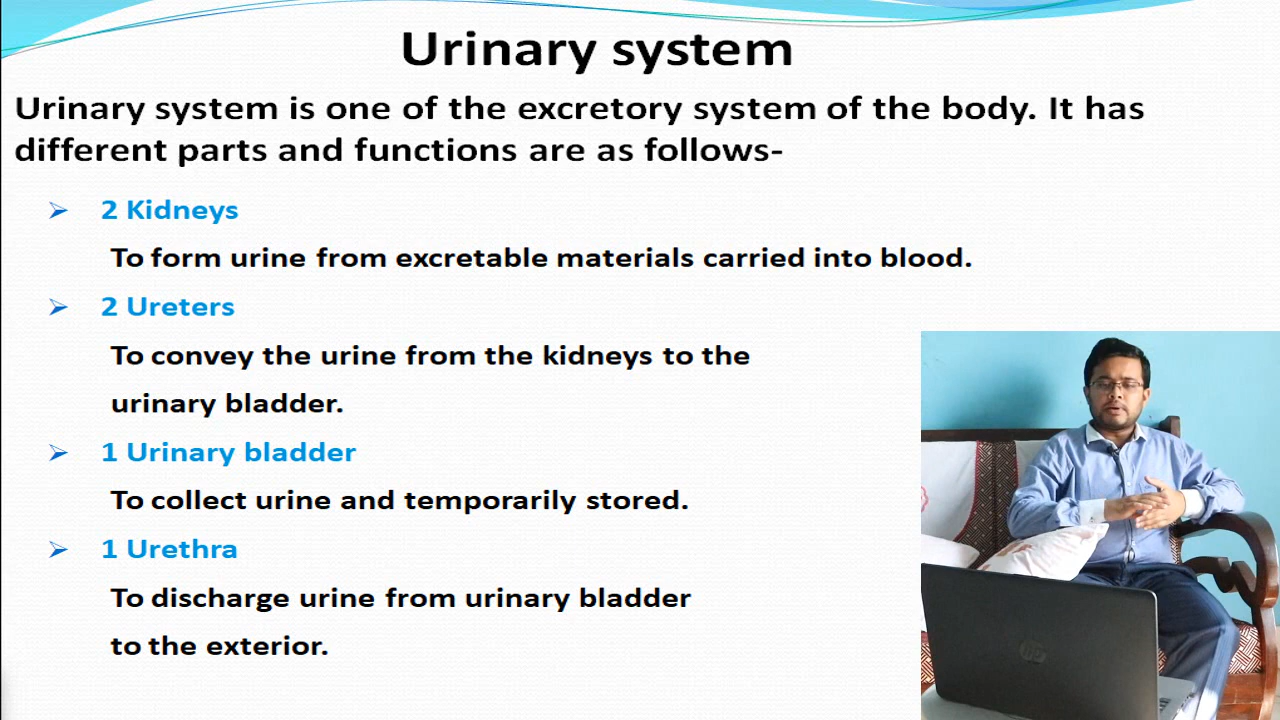 Urinary system
Urinary system is one of the excretory system of the body. It has
different parts and functions are as follows-
2 Kidneys
To form urine from excretable materials carried into blood.
2 Ureters
To convey the urine from the kidneys to the
urinary bladder.
1 Urinary bladder
To collect urine and temporarily stored.
1 Urethra
To discharge urine from urinary bladder
to the exterior.
hp